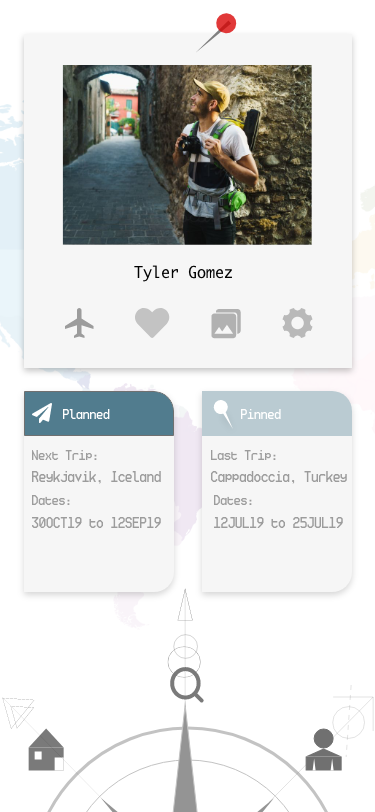 Tyler Gomez
Planned
Next Trip:
Reykjavik, Iceland
Dates:
30OCT19 to 12SEP19
Pinned
Last Trip:
Cappadoccia, Turkey
Dates:
12JUL19 to 25JUL19